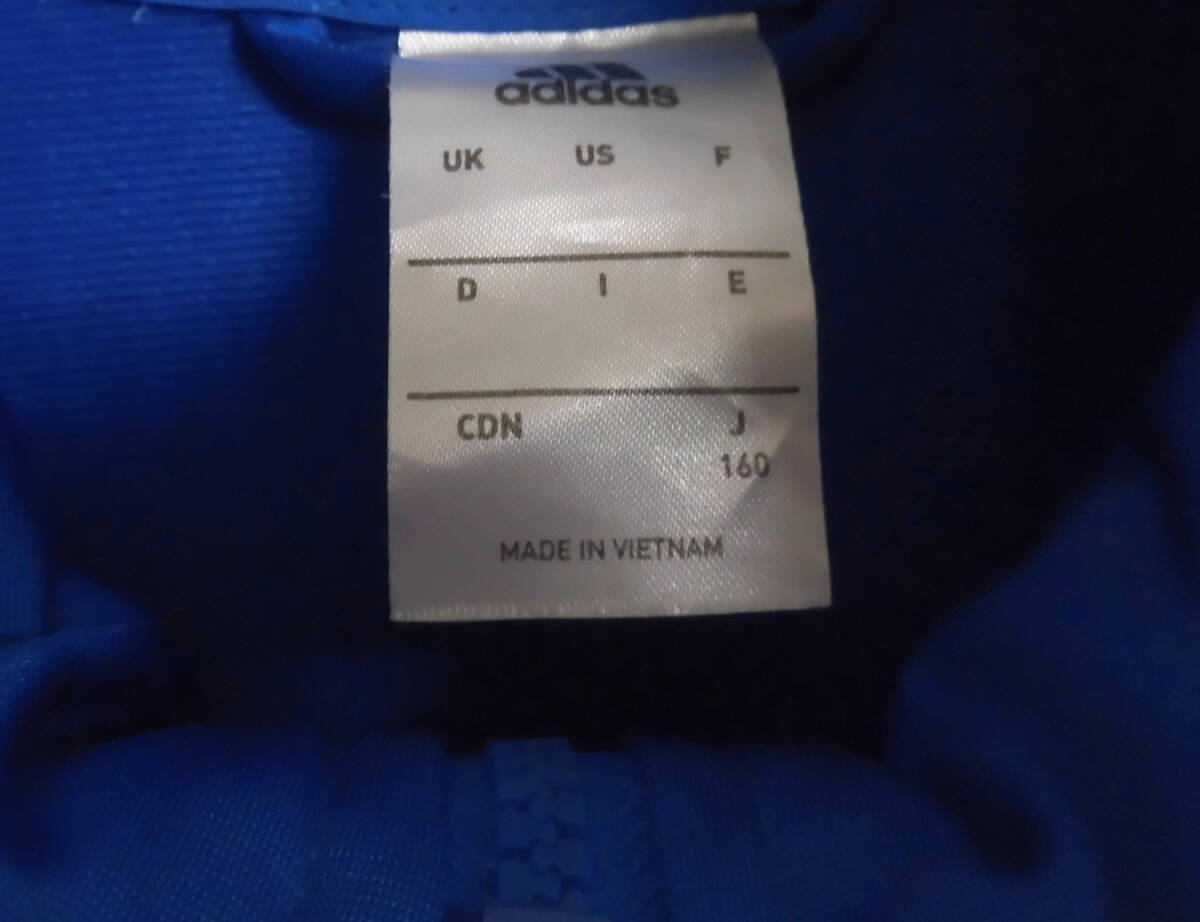 adidas
UK US F
D I E
CDN J
160
MADE IN VIETNAM